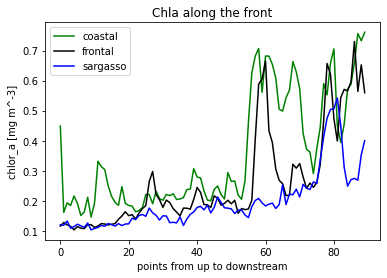 Chla along the front
coastal
frontal
sargasso
chlor_a [mg m^-3]
0.7
0.6
0.5
0.4
0.3
0.2
0.1
0
20
40
60
80
points from up to downstream